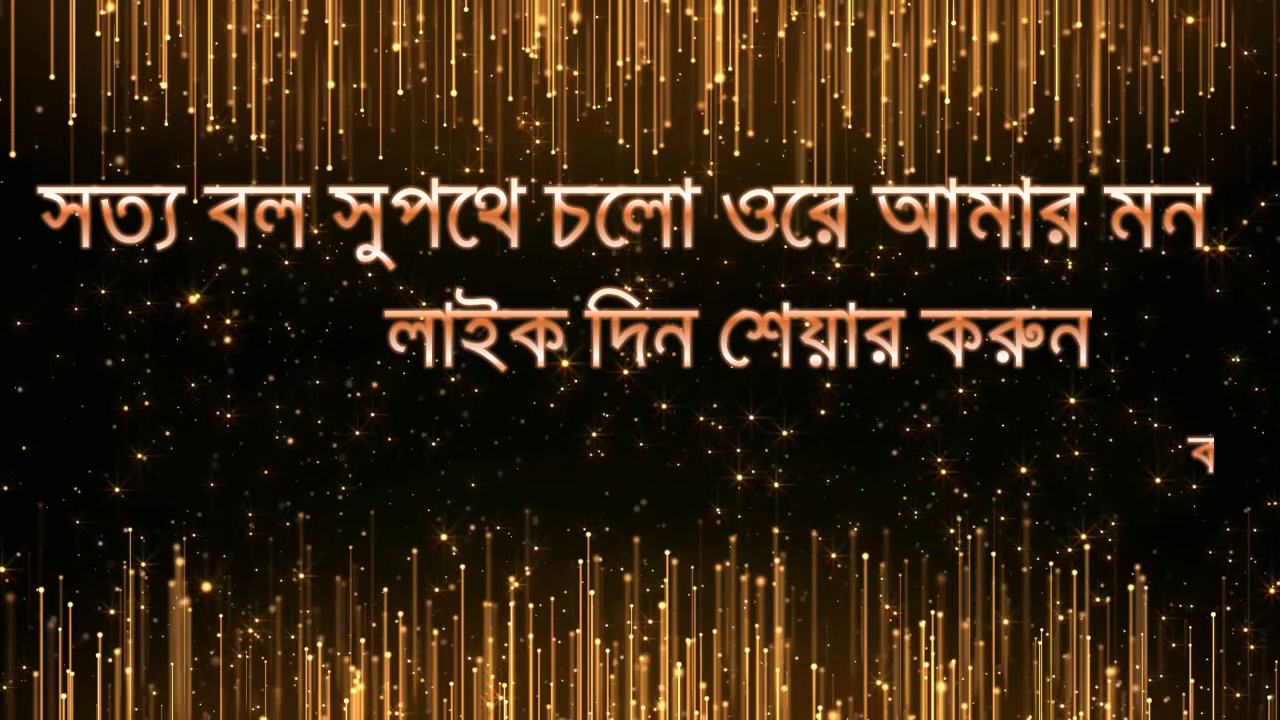 সত্য বল সুপথে চলো ওরে আমার মন
লাইক দিন শেয়ার করুন